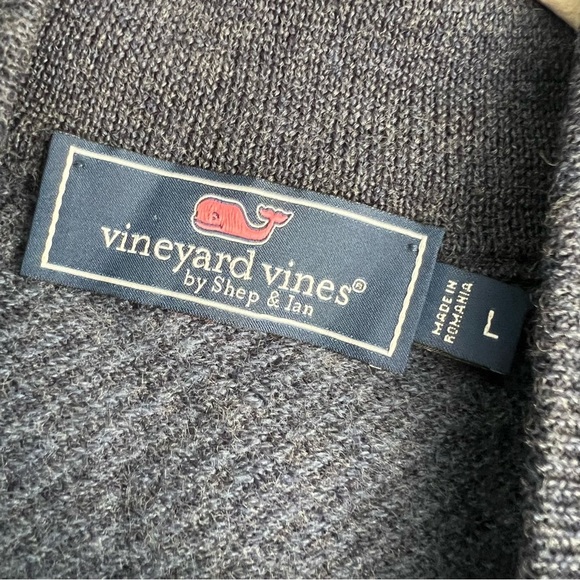 vineyard vines®
by Shep & Ian
MADE IN
ROMANIA
L